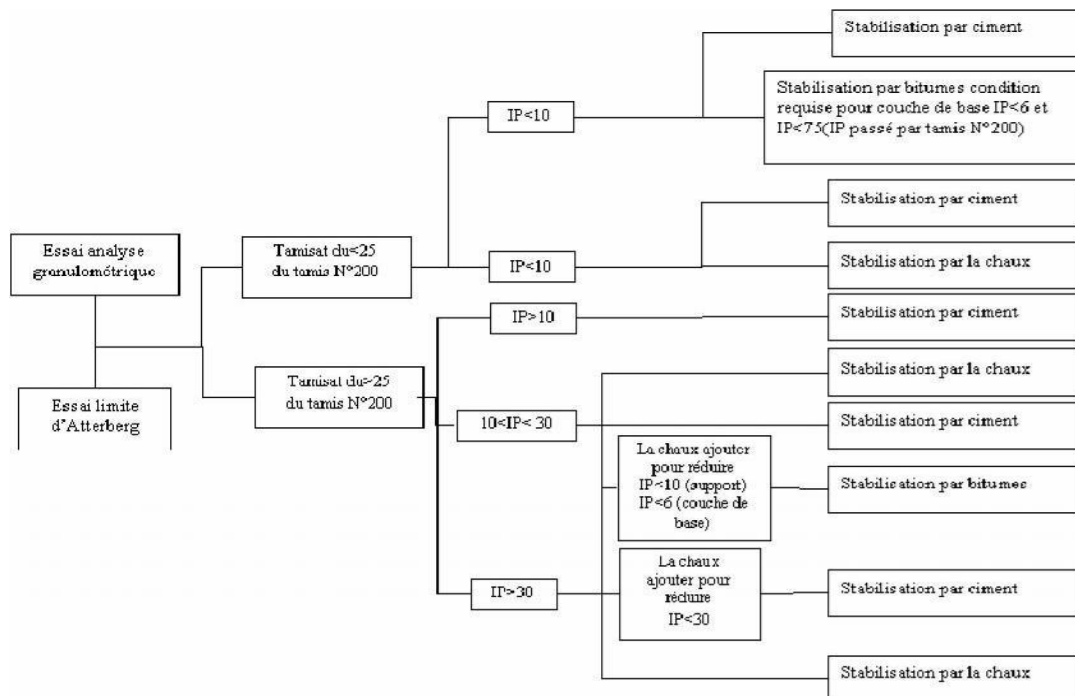 Stabilisation par ciment
Stabilisation par bitumes condition
requise pour couche de base IP<6 et
IP<75(IP passé par tamis N°200)
IP<10
Stabilisation par ciment
Essai analyse
granulométrique
Tamisat du<25
du tamis N°200
IP<10
Stabilisation par la chaux
IP>10
Stabilisation par ciment
Essai limite
d'Atterberg
Tamisat du>25
du tamis N°200
Stabilisation par la chaux
10<IP< 30
Stabilisation par ciment
La chaux ajouter
pour réduire
IP<10 (support)
IP<6 (couche de
base)
Stabilisation par bitumes
IP>30
La chaux
ajouter pour
réduire
IP<30
Stabilisation par ciment
Stabilisation par la chaux